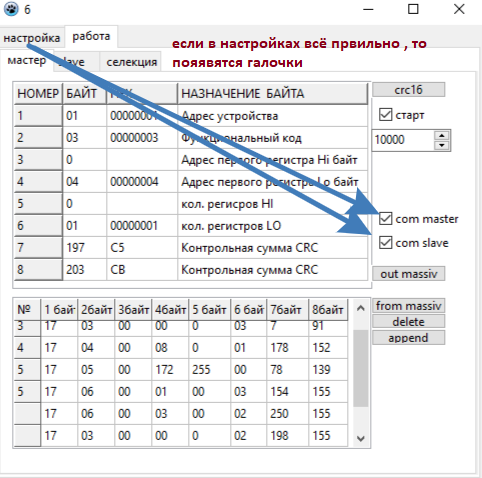 6
настройка работа
если в настройках всё првильно , то
пояявятся галочки
мастер slave селекция
НОМЕР БАЙТ HEX НАЗНАЧЕНИЕ БАЙТА crc16
1 01 00000001 Адрес устройства старт
2 03 00000003 Функциональный код 10000
3 0 Адрес первого регистра Hi байт
4 04 00000004 Адрес первого регистра Lo байт
5 0 кол. регисров HI com master
6 01 00000001 кол. регистров LO
7 197 C5 Контрольная сумма CRC com slave
8 203 CB Контрольная сумма CRC out massiv
№ 1 байт 2байт 3байт 4байт 5 байт 6 бай 7байт 8байт from massiv
3 17 03 00 00 0 03 7 91 delete
4 17 04 00 08 0 01 178 152 append
5 17 05 00 172 255 00 78 139
5 17 06 00 01 00 03 154 155
17 06 00 03 00 02 250 155
17 03 00 00 0 02 198 155